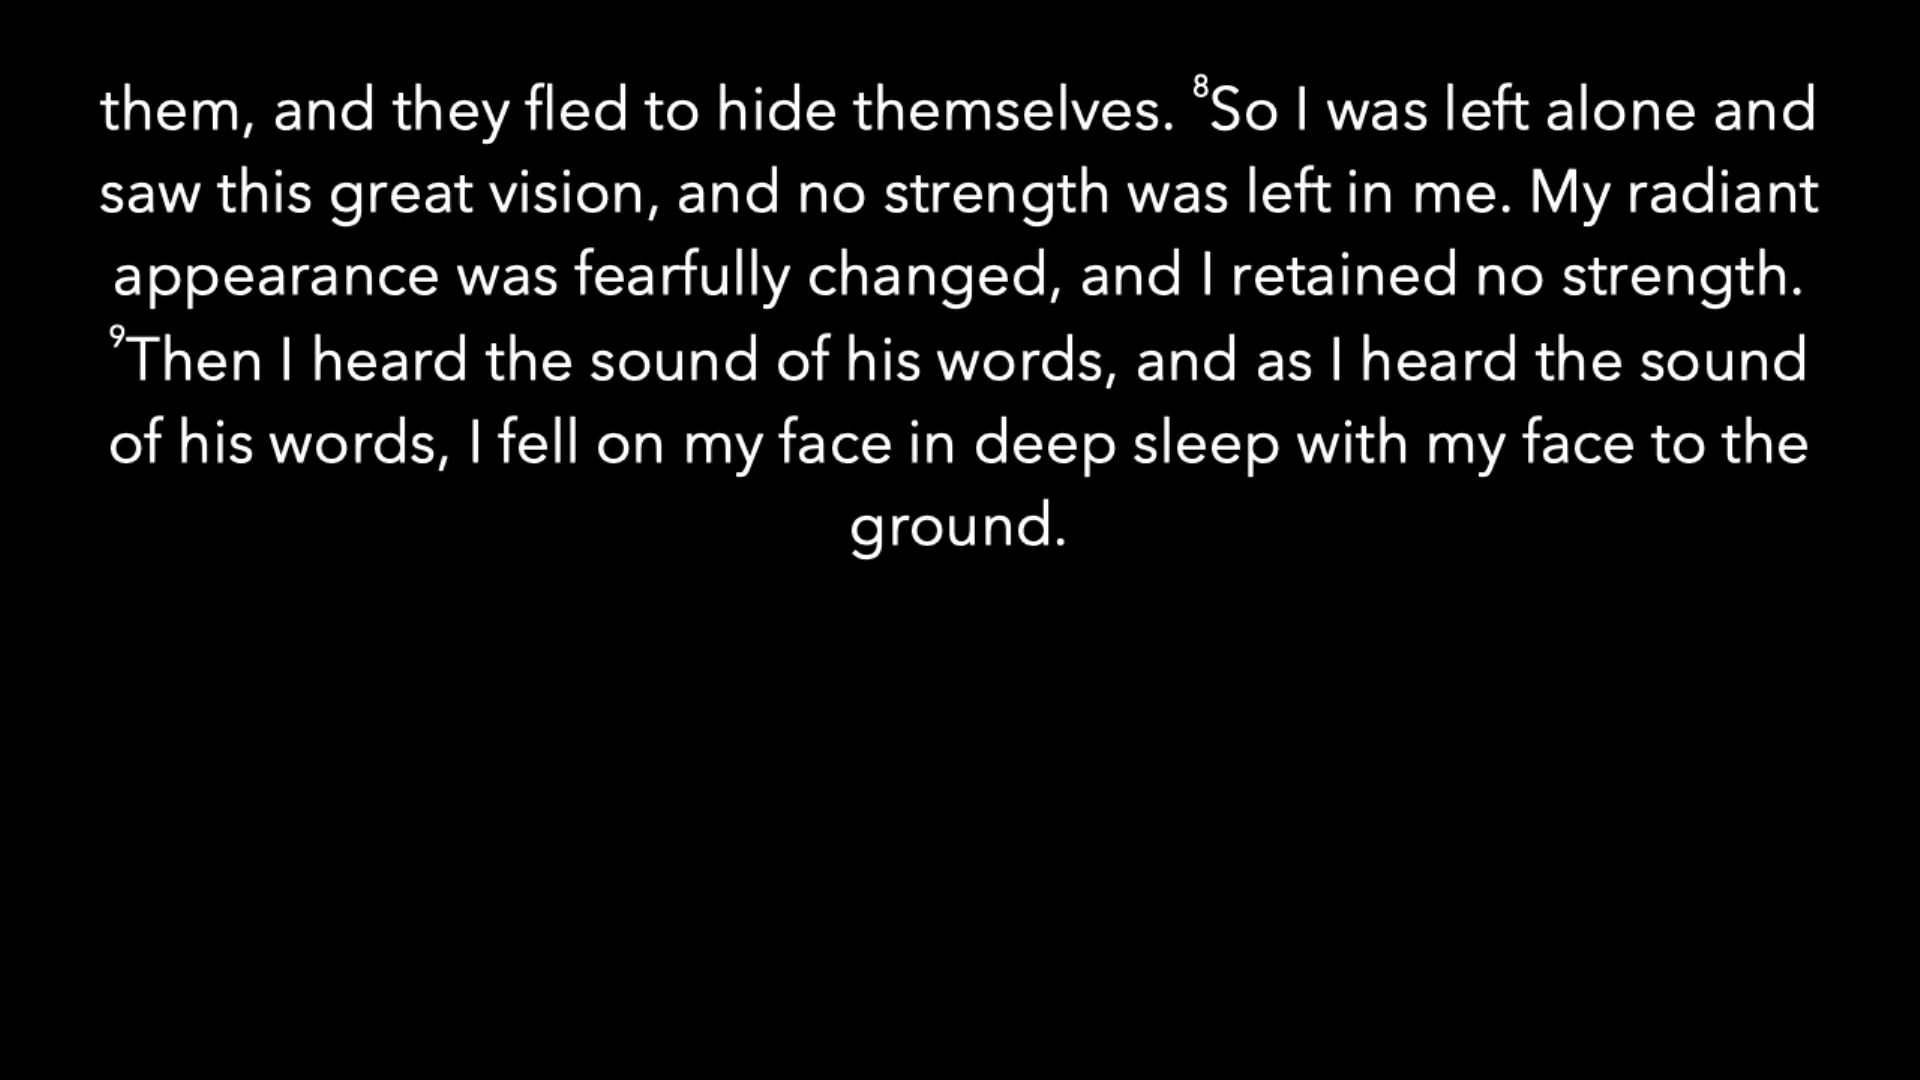 them, and they fled to hide themselves. ⁸So I was left alone and
saw this great vision, and no strength was left in me. My radiant
appearance was fearfully changed, and I retained no strength.
⁹Then I heard the sound of his words, and as I heard the sound
of his words, I fell on my face in deep sleep with my face to the
ground.